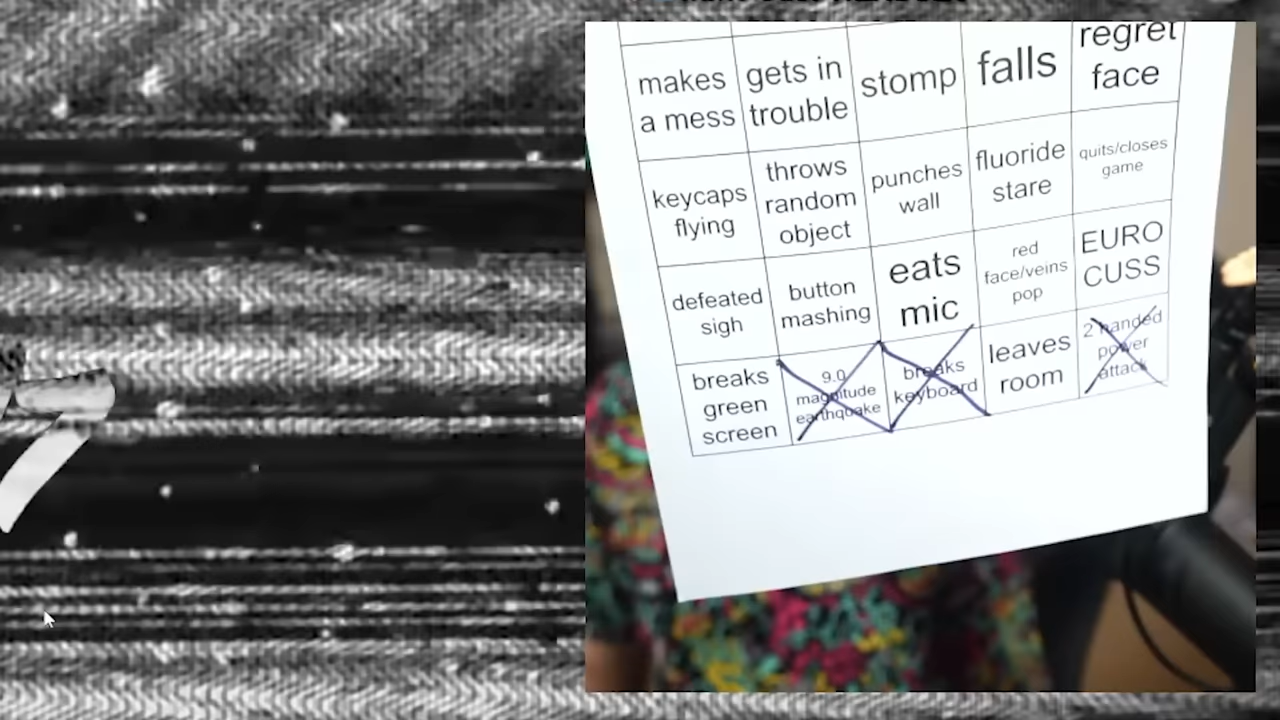 makes
a mess
gets in
trouble
stomp
falls
regret
face
keycaps
flying
throws
random
object
punches
wall
fluoride
stare
quits/closes
game
defeated
sigh
button
mashing
eats
mic
red
face/veins
pop
EURO
CUSS
breaks
green
screen
9.0
magnitude
earthquake
breaks
keyboard
leaves
room
2 handed
power
attack
7